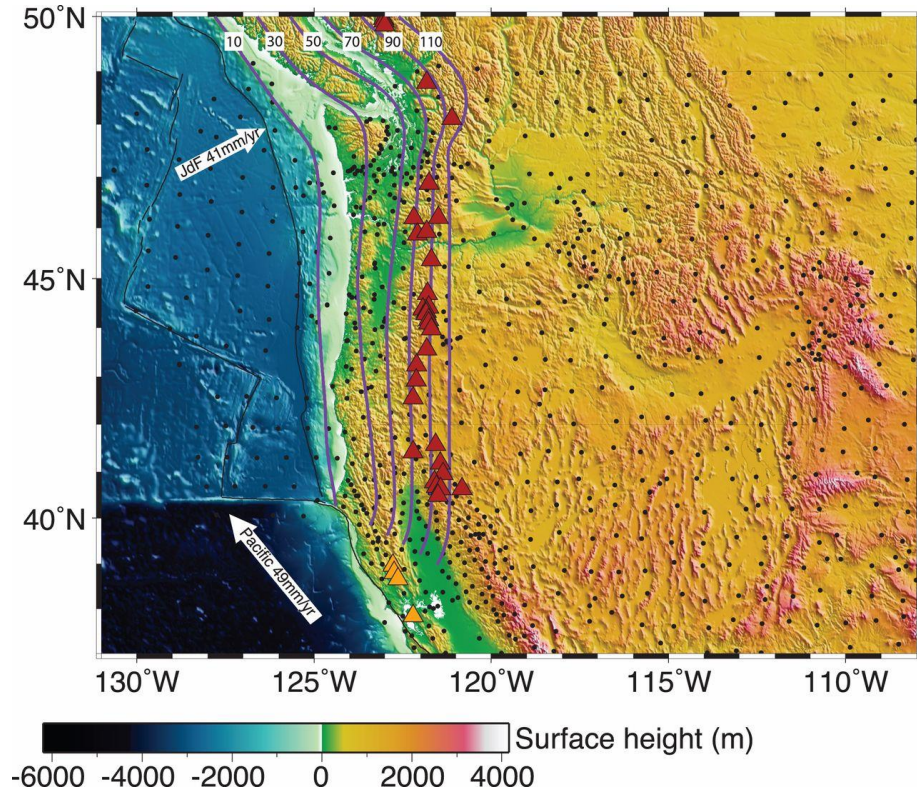 50°N
10 30 50 70 90 110
JdF 41mm/yr
45°N
40°N
Pacific 49mm/yr
130°W 125°W 120°W 115°W 110°W
Surface height (m)
-6000 -4000 -2000 0 2000 4000